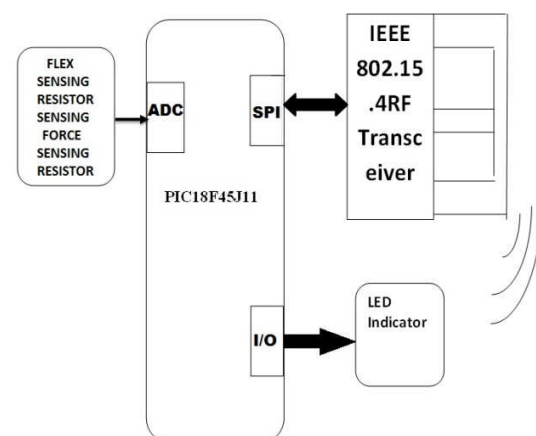 FLEX
SENSING
RESISTOR
SENSING
FORCE
SENSING
RESISTOR
ADC
SPI
PIC18F45J11
I/O
IEEE
802.15
.4RF
Transc
eiver
LED
Indicator